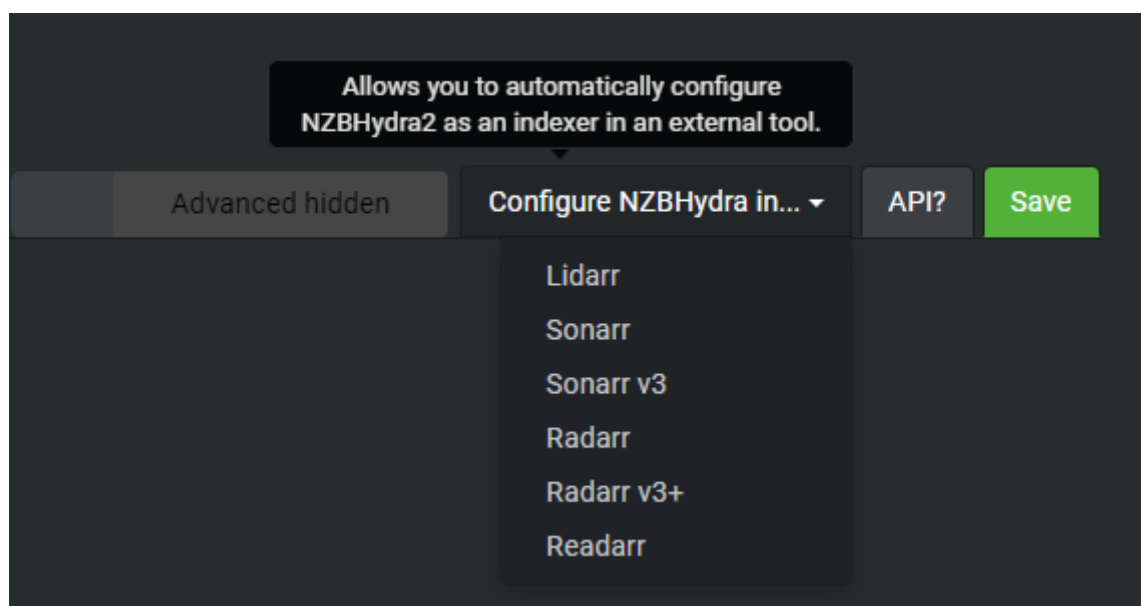 Allows you to automatically configure
NZBHydra2 as an indexer in an external tool.
Advanced hidden
Configure NZBHydra in...
API?
Save
Lidarr
Sonarr
Sonarr v3
Radarr
Radarr v3+
Readarr